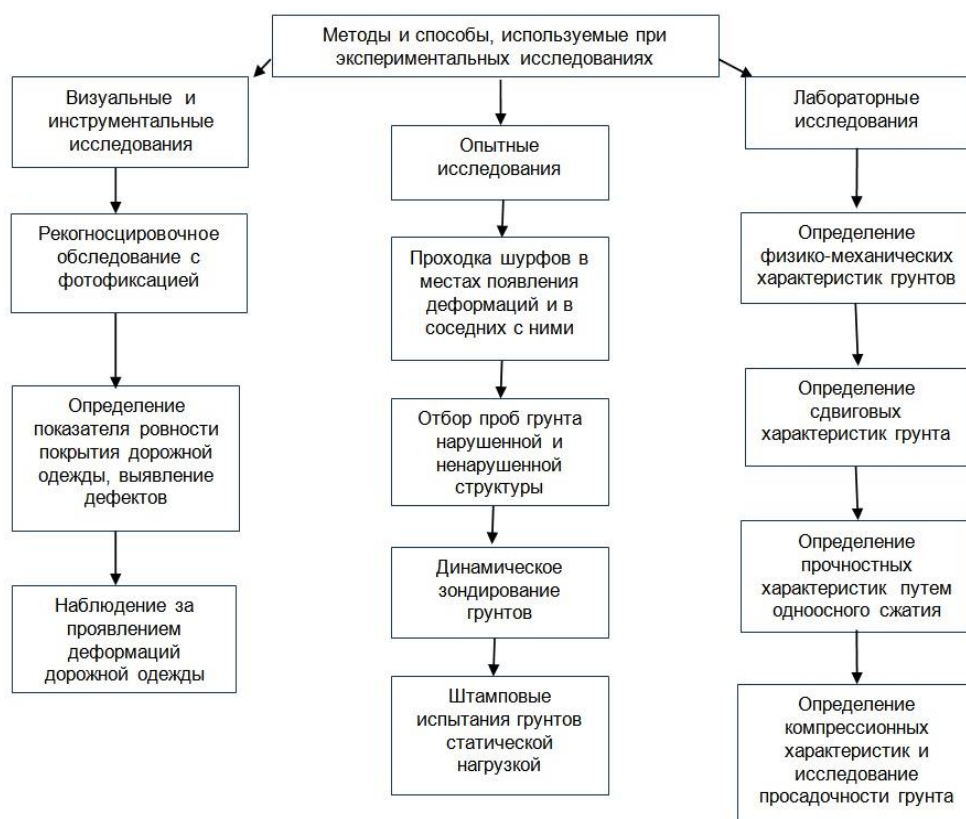 Методы и способы, используемые при
экспериментальных исследованиях
Визуальные и
инструментальные
исследования
Рекогносцировочное
обследование с
фотофиксацией
Определение
показателя ровности
покрытия дорожной
одежды, выявление
дефектов
Наблюдение за
проявлением
деформаций
дорожной одежды
Опытные
исследования
Проходка шурфов в
местах появления
деформаций и в
соседних с ними
Отбор проб грунта
нарушенной и
ненарушенной
структуры
Динамическое
зондирование
грунтов
Штамповые
испытания грунтов
статической
нагрузкой
Лабораторные
исследования
Определение
физико-механических
характеристик грунтов
Определение
сдвиговых
характеристик грунта
Определение
прочностных
характеристик путем
одноосного сжатия
Определение
компрессионных
характеристик и
исследование
просадочности грунта